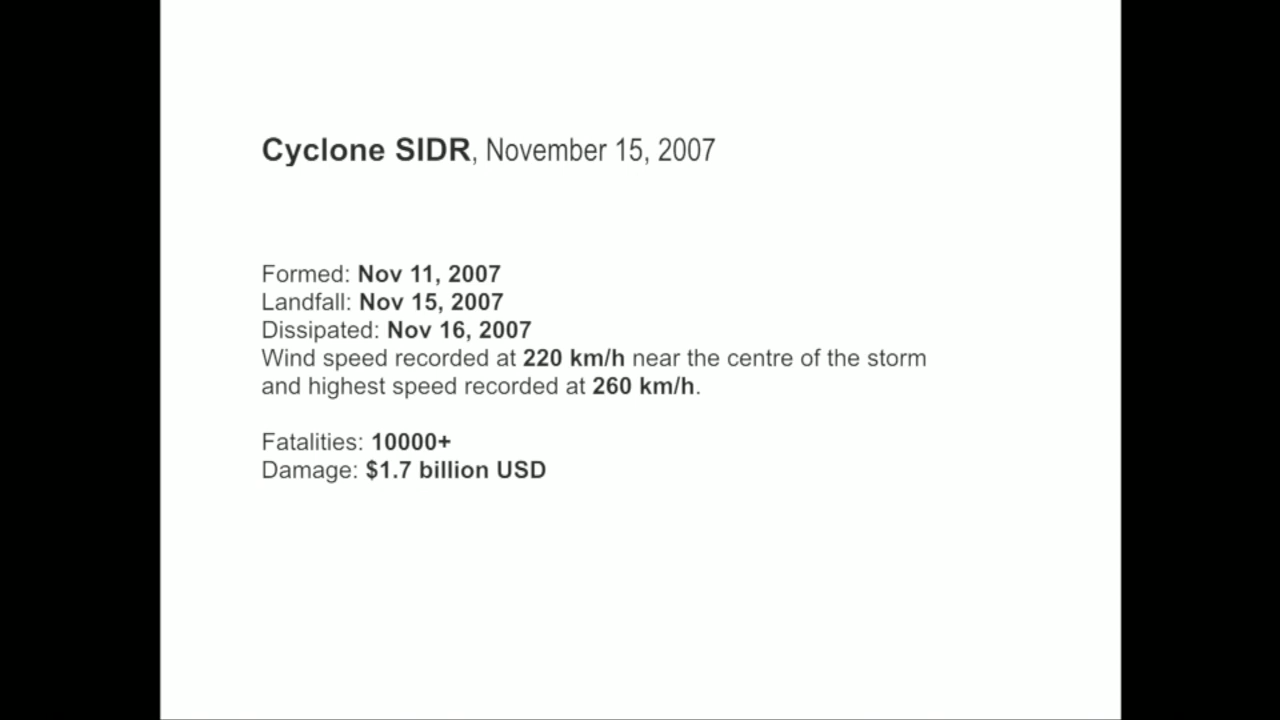 Cyclone SIDR, November 15, 2007
Formed: Nov 11, 2007
Landfall: Nov 15, 2007
Dissipated: Nov 16, 2007
Wind speed recorded at 220 km/h near the centre of the storm
and highest speed recorded at 260 km/h.
Fatalities: 10000+
Damage: $1.7 billion USD